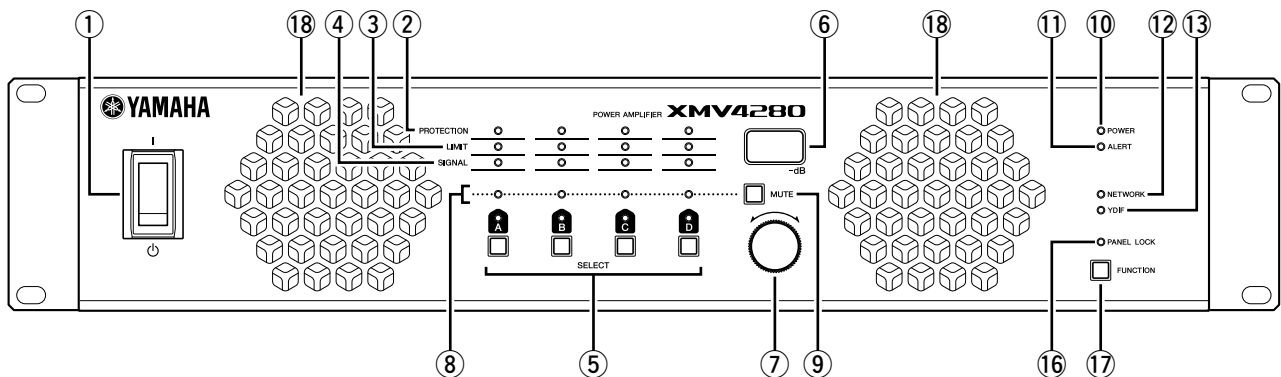 ① ⑱ ④ ③ ② ⑥ ⑱ ⑪ ⑩ ⑫ ⑬
YAMAHA
POWER AMPLIFIER XMV4280
PROTECTION
LIMIT
SIGNAL
-dB
POWER
ALERT
NETWORK
YDIF
MUTE
A B C D
SELECT
PANEL LOCK
FUNCTION
⑧ ⑤ ⑦ ⑨ ⑯ ⑰